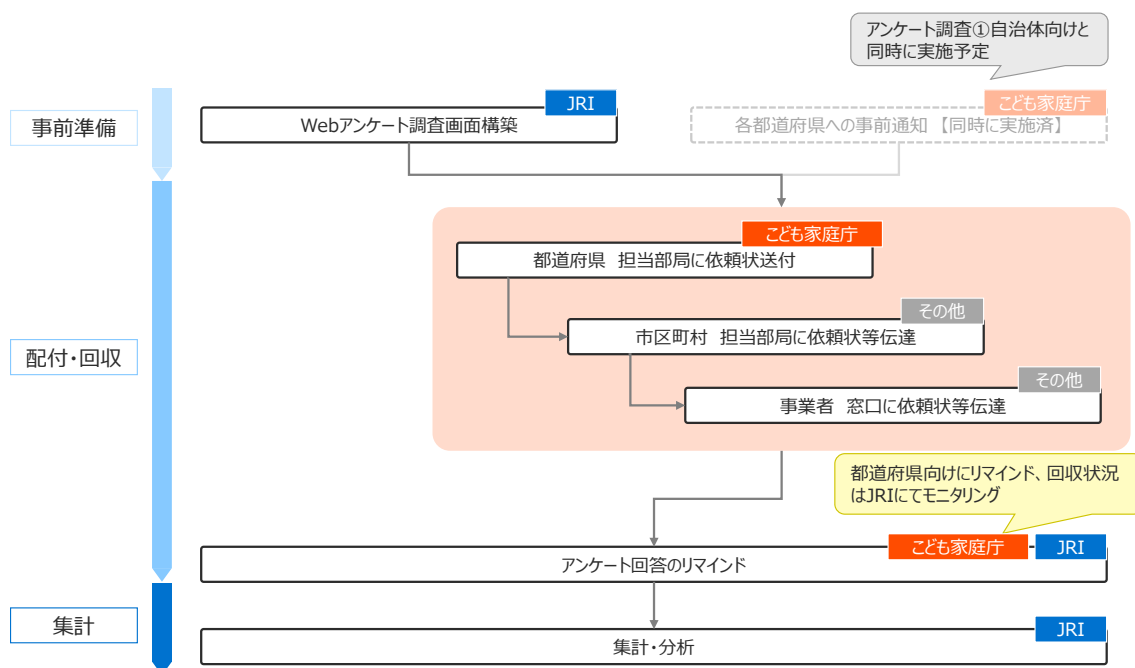 アンケート調査①自治体向けと
同時に実施予定
事前準備
JRI
Webアンケート調査画面構築
こども家庭庁
各都道府県への事前通知 【同時に実施済】
配付・回収
こども家庭庁
都道府県 担当部局に依頼状送付
その他
市区町村 担当部局に依頼状等伝達
その他
事業者 窓口に依頼状等伝達
都道府県向けにリマインド、回収状況
はJRIにてモニタリング
こども家庭庁
JRI
アンケート回答のリマインド
集計
JRI
集計・分析